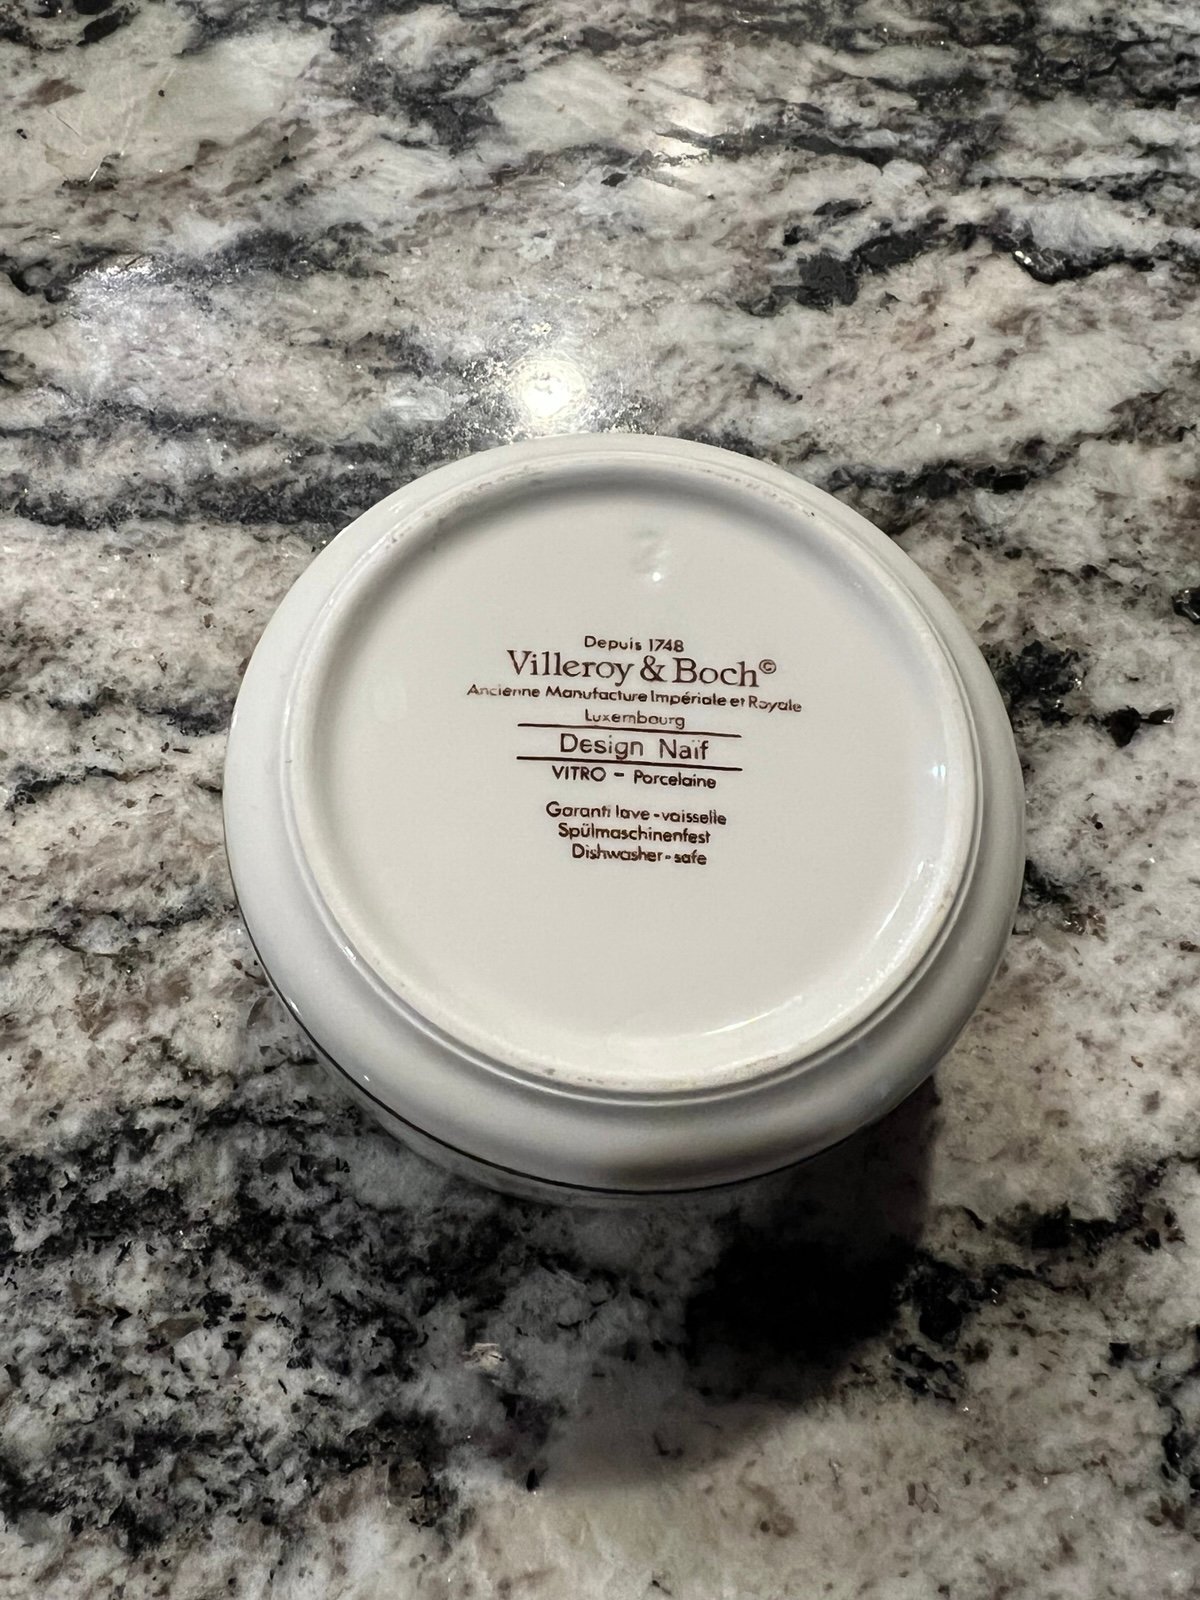 Depuis 1748
Villeroy & Boch©
Ancienne Manufacture Impériale et Royale
Luxembourg
Design Naïf
VITRO - Porcelaine
Garanti lave-vaisselle
Spülmaschinenfest
Dishwasher-safe